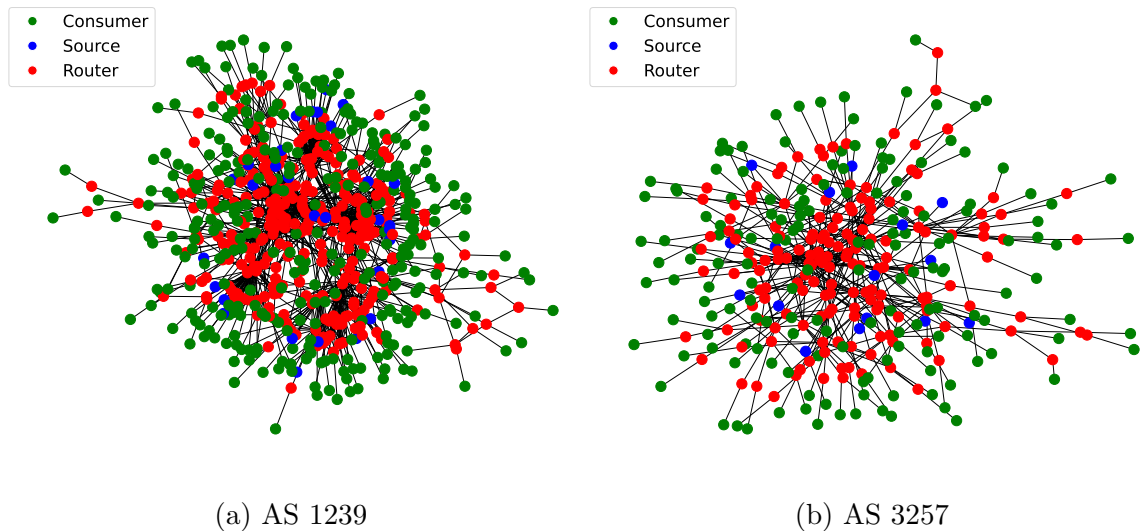 Consumer
Source
Router
Consumer
Source
Router
(a) AS 1239
(b) AS 3257